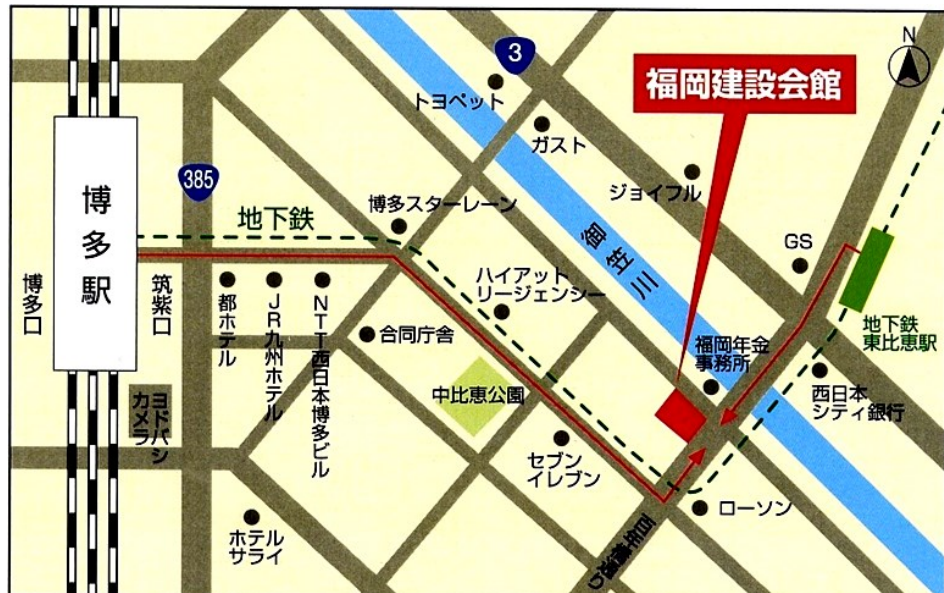 N
3
福岡建設会館
トヨペット
ガスト
385
ジョイフル
博多駅
博多スターレーン
地下鉄
御笠川
GS
ハイアット
リージェンシー
博多口
筑紫口
都ホテル
JR九州ホテル
NTT西日本博多ビル
合同庁舎
地下鉄
東比恵駅
福岡年金
事務所
中比恵公園
西日本
シティ銀行
ヨドバシ
カメラ
セブン
イレブン
ローソン
ホテル
サライ
百年橋通り